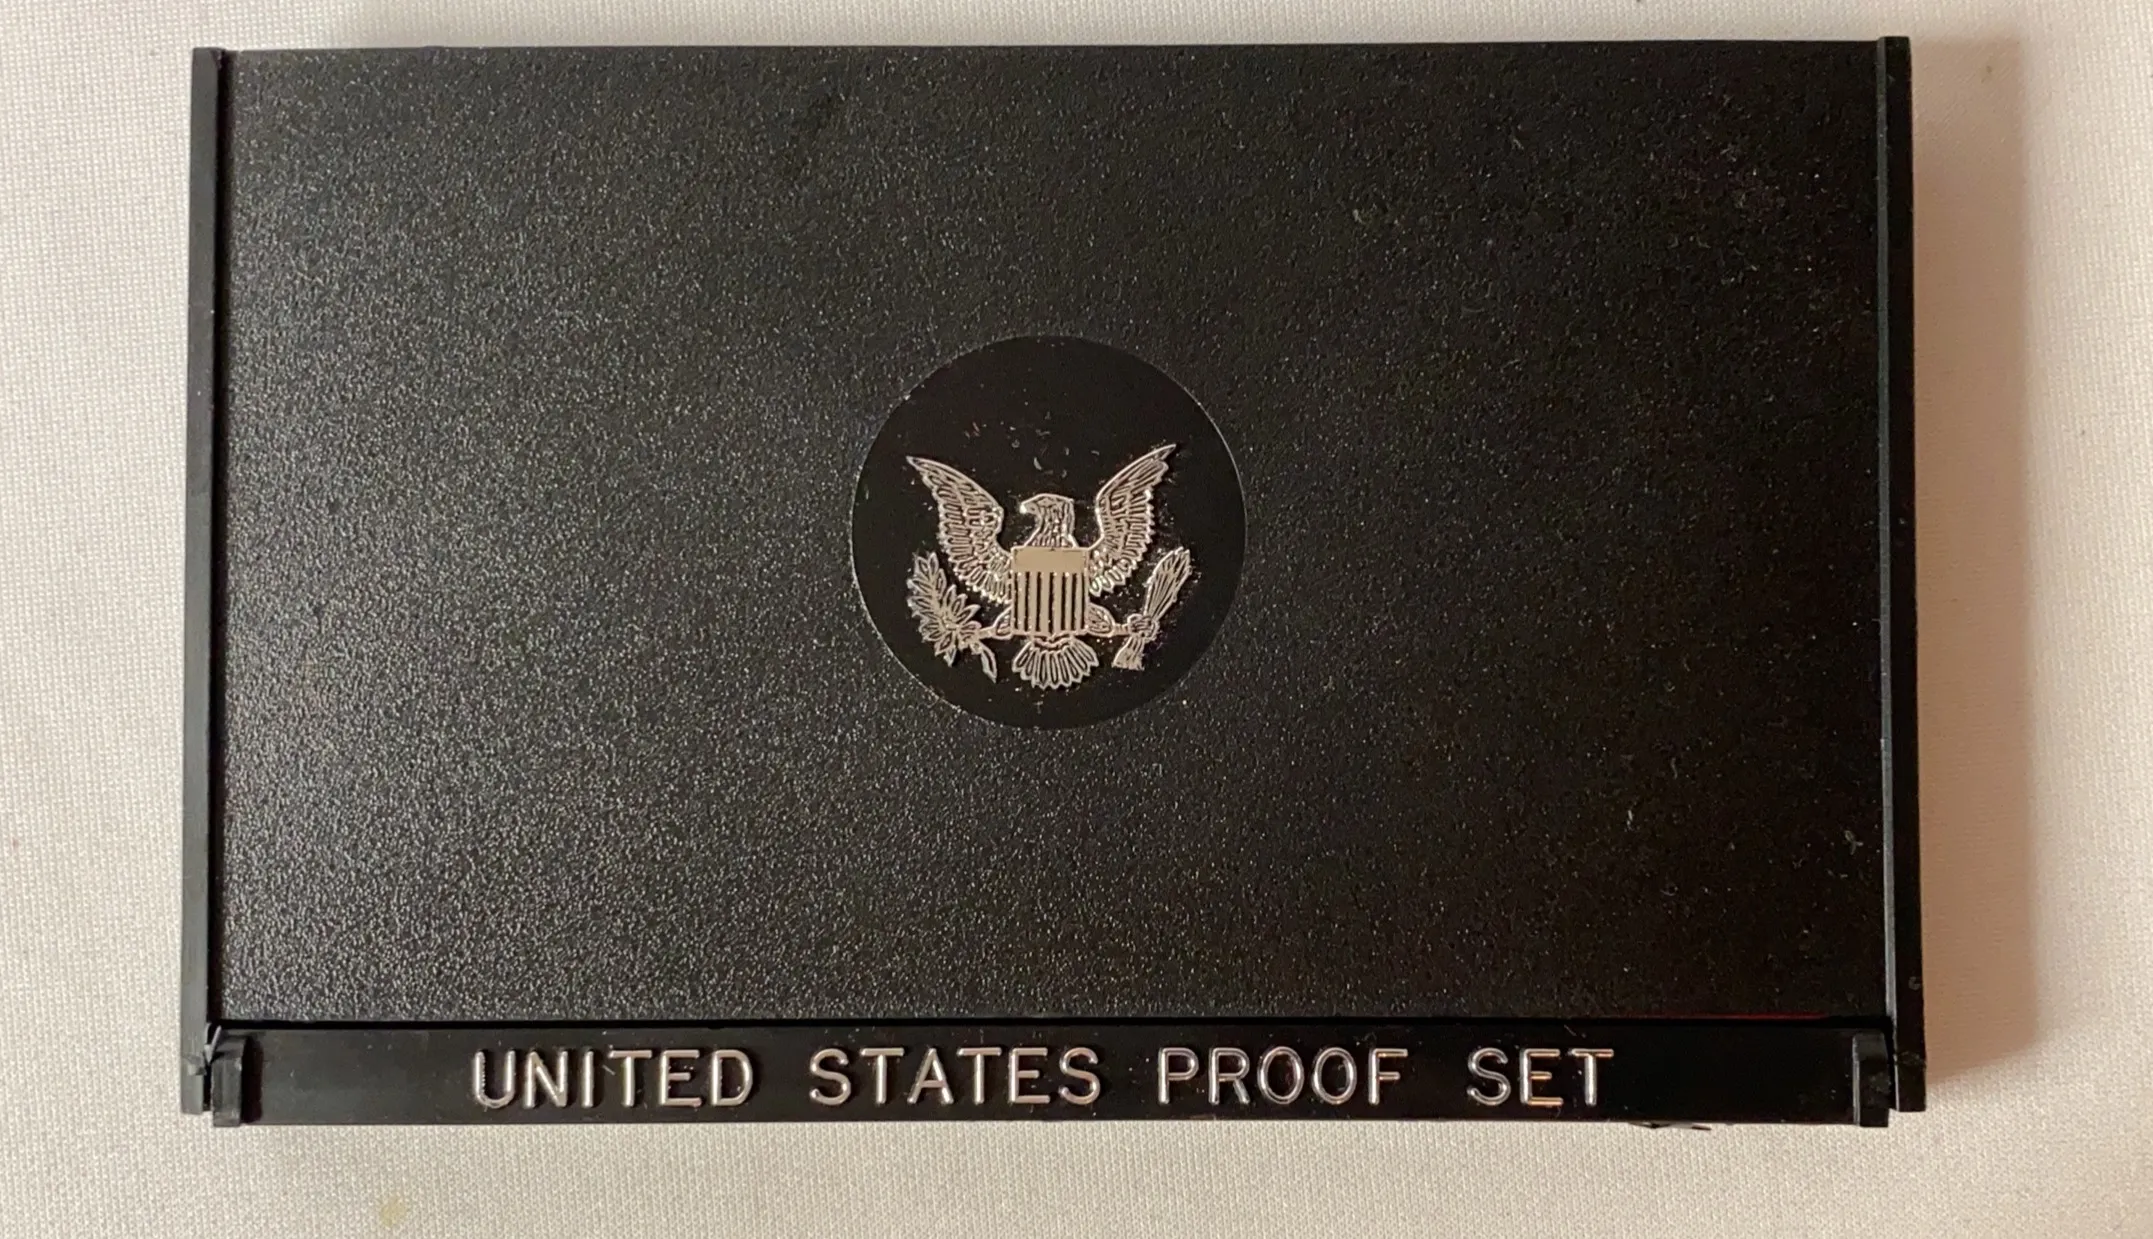 UNITED STATES PROOF SET